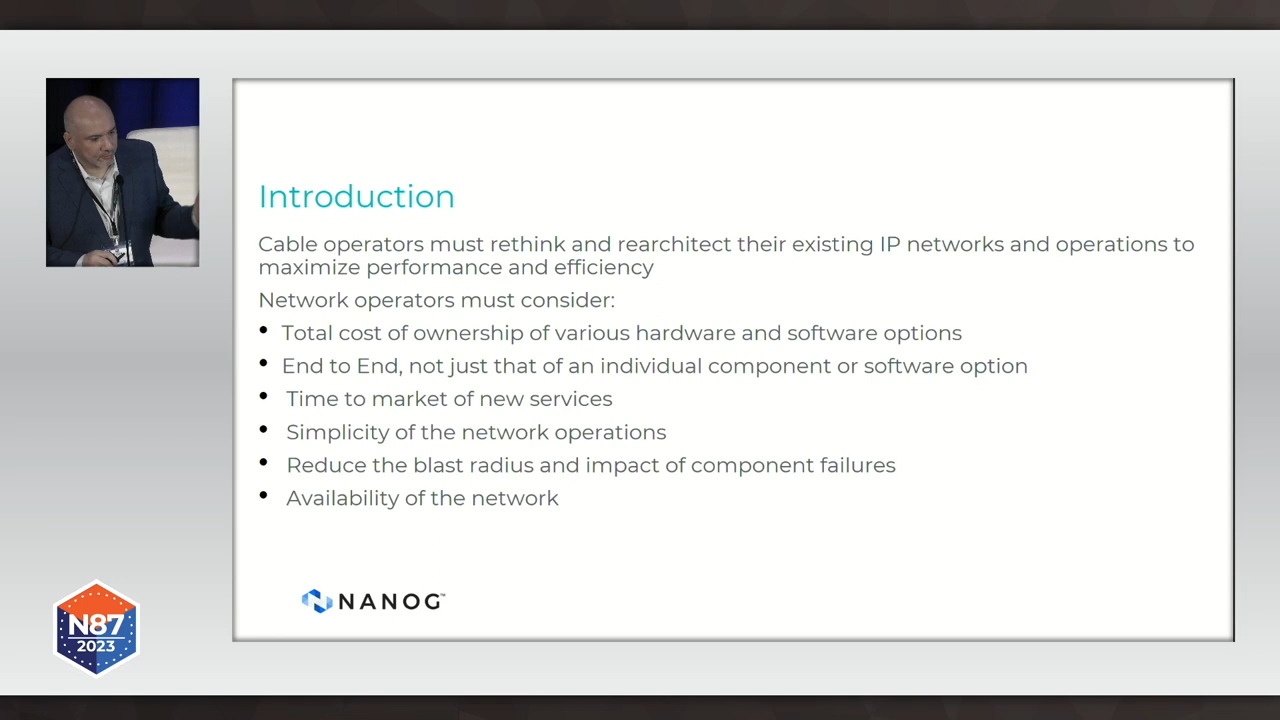 Introduction
Cable operators must rethink and rearchitect their existing IP networks and operations to
maximize performance and efficiency
Network operators must consider:
• Total cost of ownership of various hardware and software options
• End to End, not just that of an individual component or software option
• Time to market of new services
• Simplicity of the network operations
• Reduce the blast radius and impact of component failures
• Availability of the network
NANOG™
N87
2023